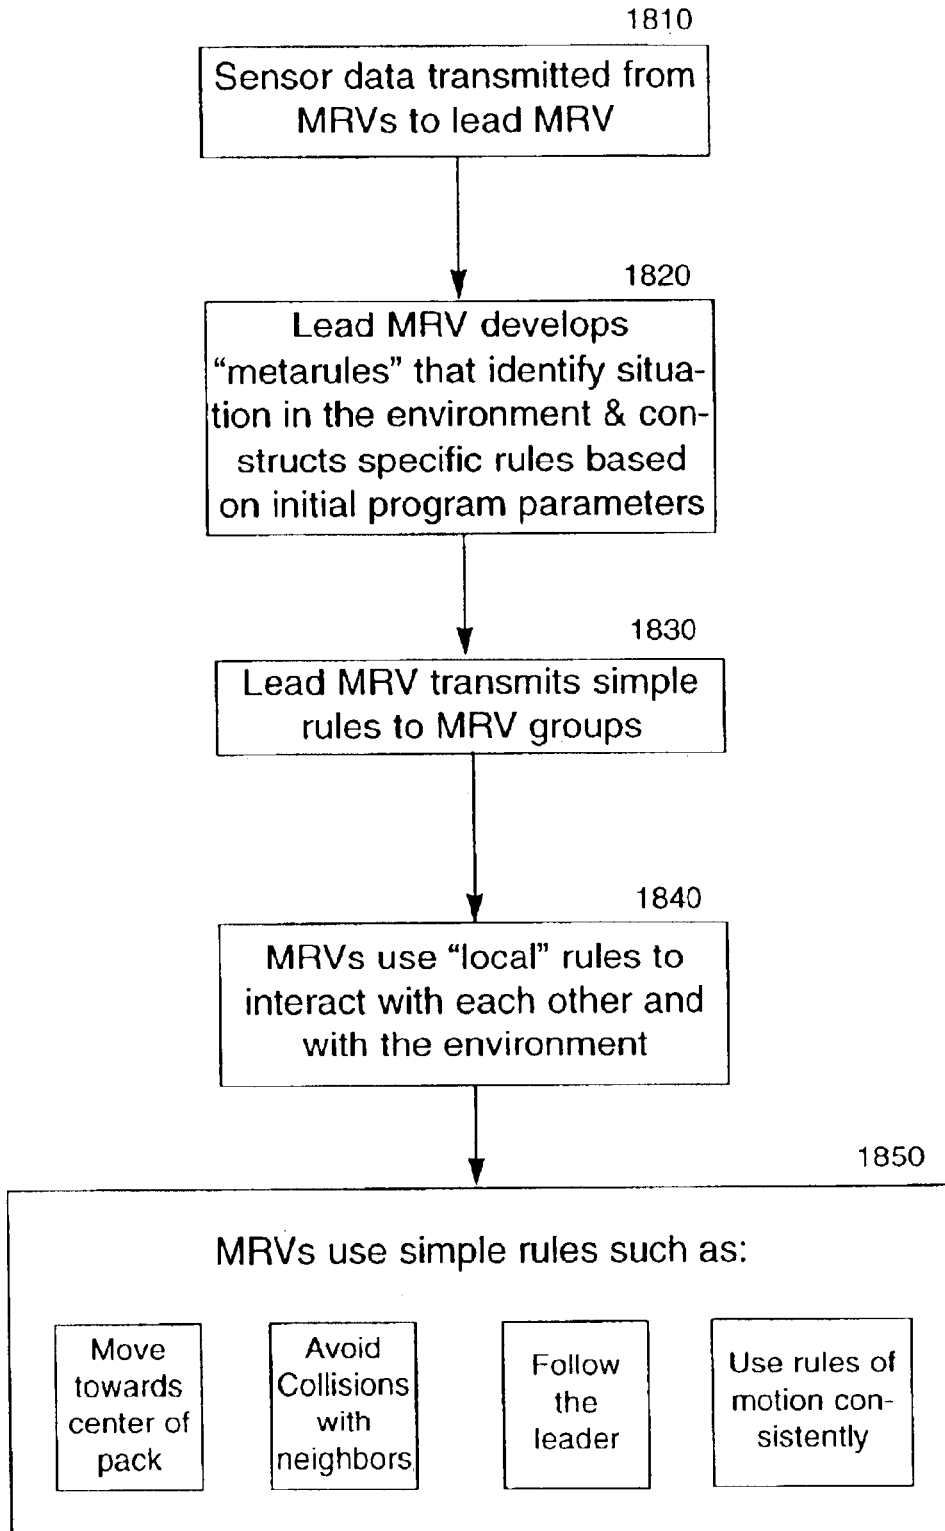 1810
Sensor data transmitted from
MRVs to lead MRV
1820
Lead MRV develops
“metarules” that identify situa-
tion in the environment & con-
structs specific rules based
on initial program parameters
1830
Lead MRV transmits simple
rules to MRV groups
1840
MRVs use “local” rules to
interact with each other and
with the environment
1850
MRVs use simple rules such as:
Move
towards
center of
pack
Avoid
Collisions
with
neighbors
Follow
the
leader
Use rules of
motion con-
sistently